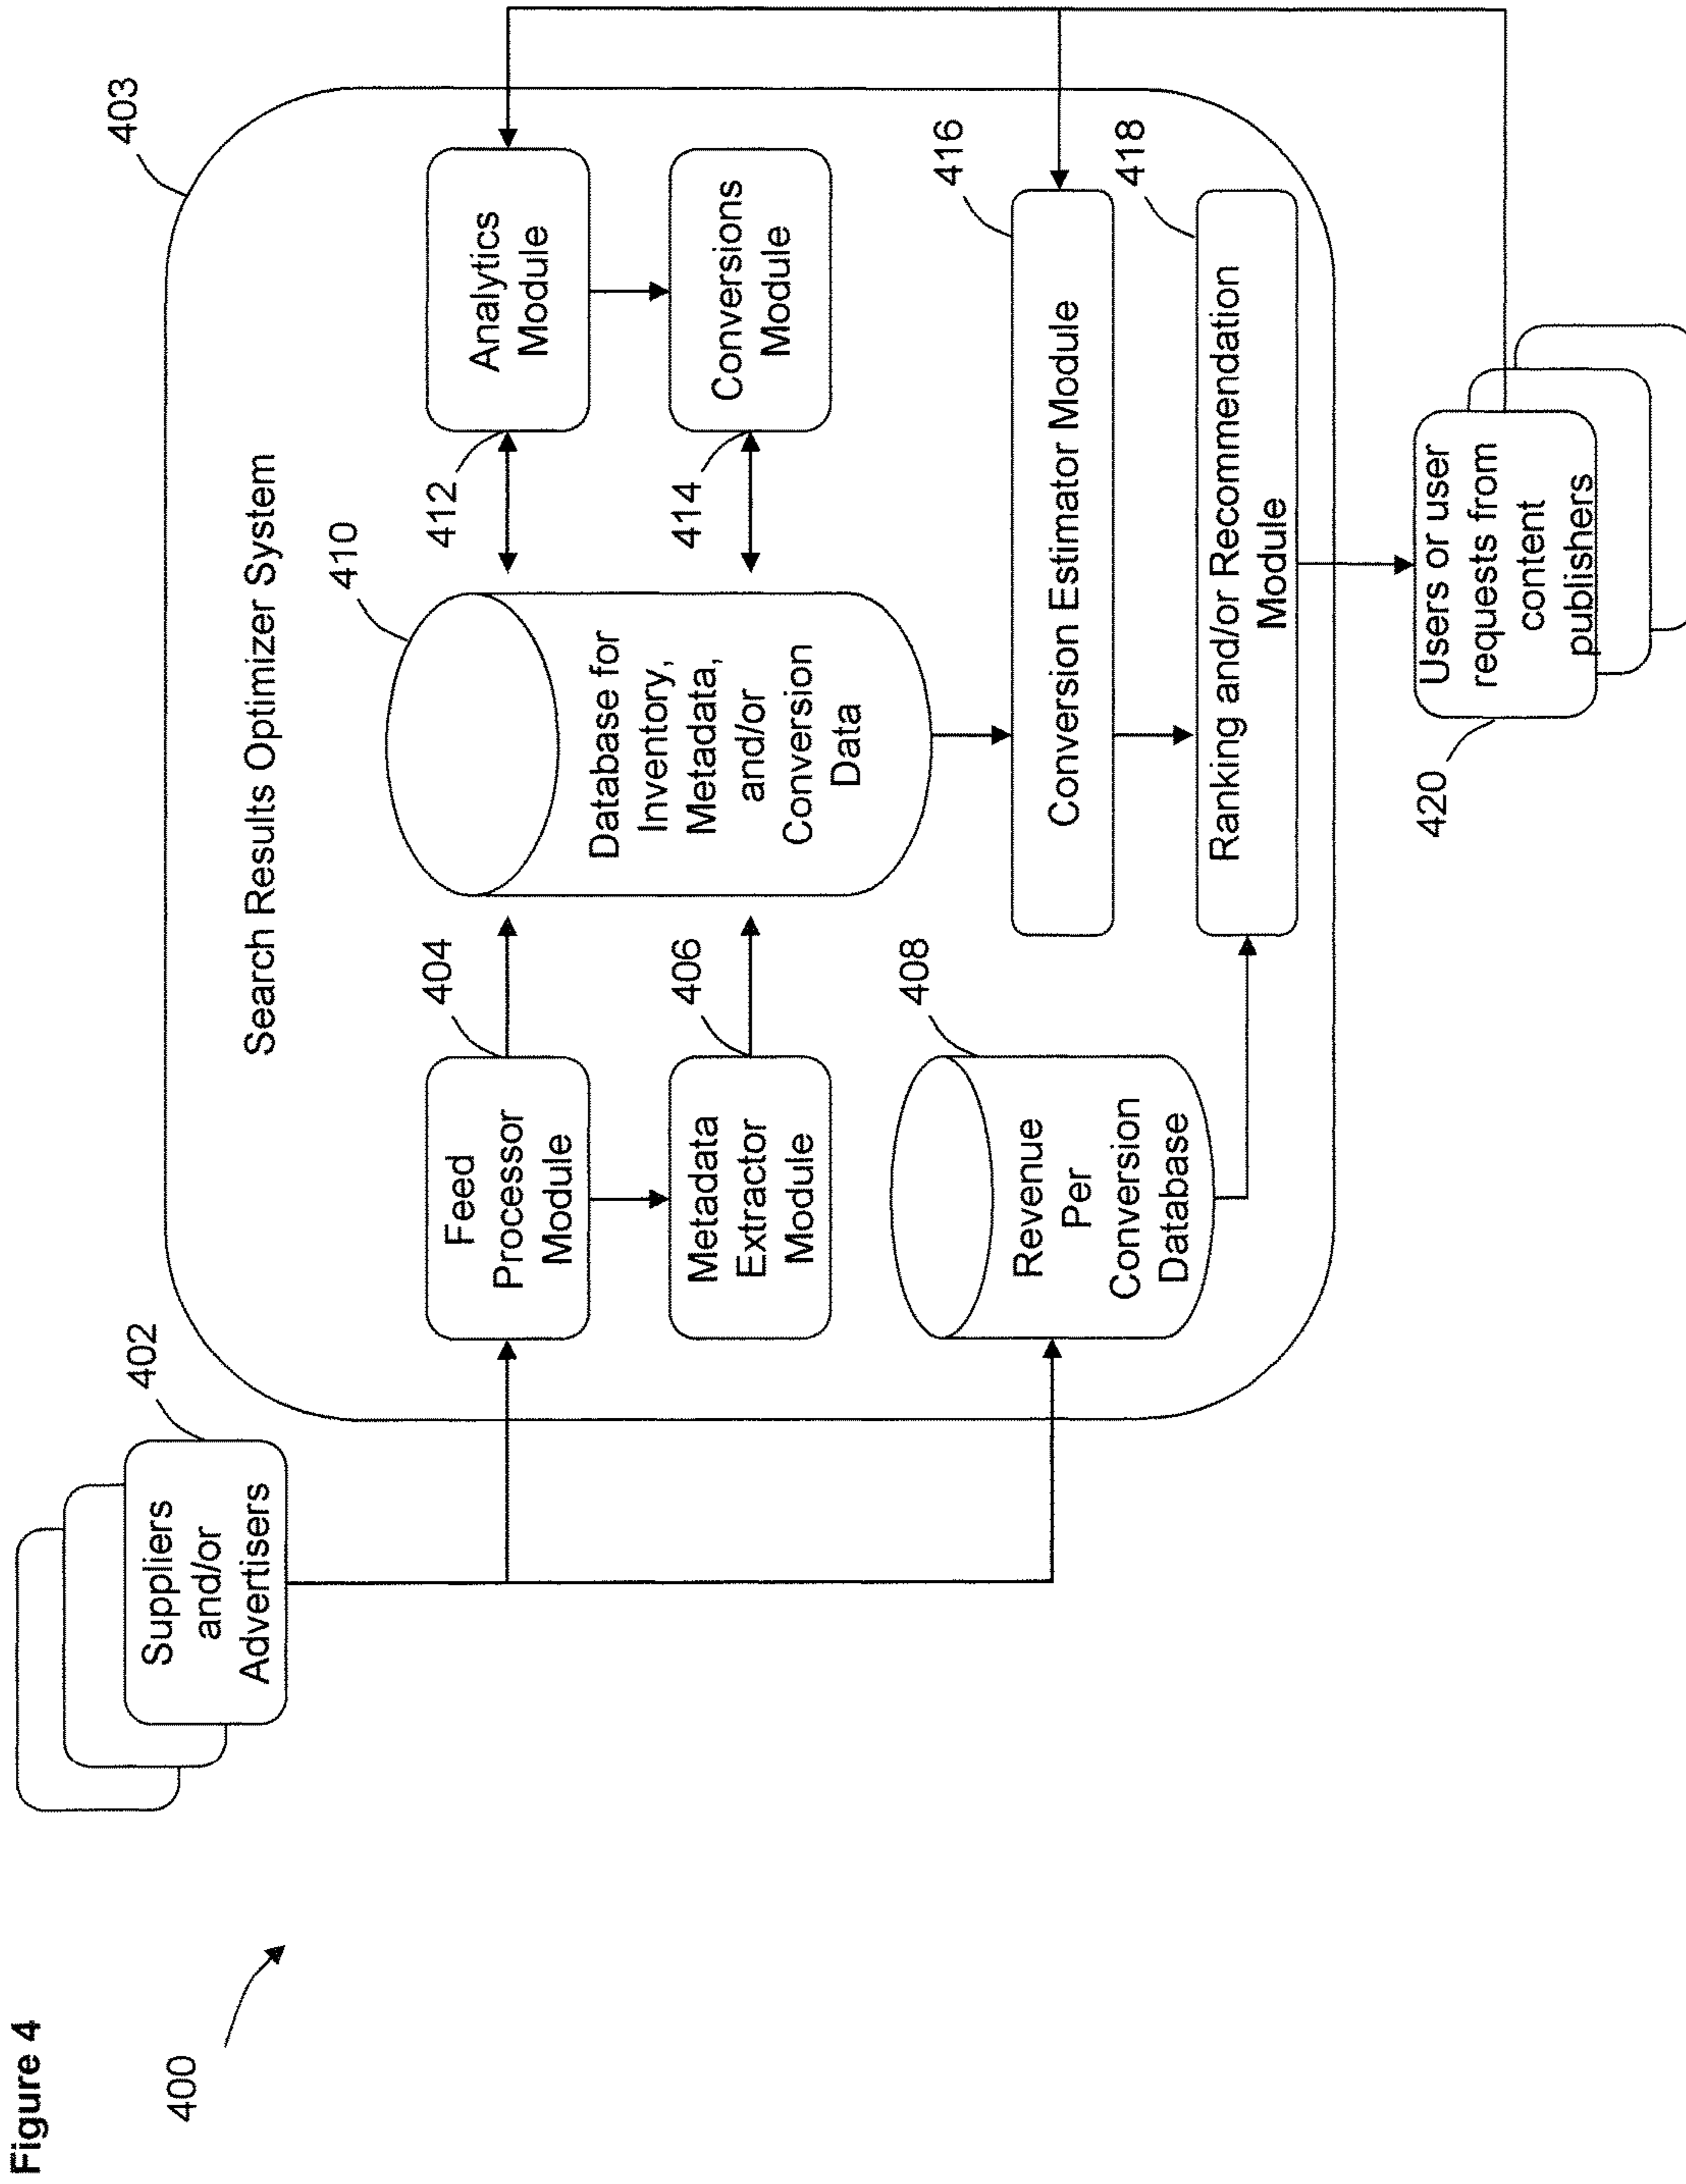 Figure 4
400
Suppliers
and/or
Advertisers
402
403
Search Results Optimizer System
Feed
Processor
Module
404
Metadata
Extractor
Module
406
Revenue
Per
Conversion
Database
408
410
Database for
Inventory,
Metadata,
and/or
Conversion
Data
412
Analytics
Module
414
Conversions
Module
416
Conversion Estimator Module
418
Ranking and/or Recommendation
Module
420
Users or user
requests from
content
publishers